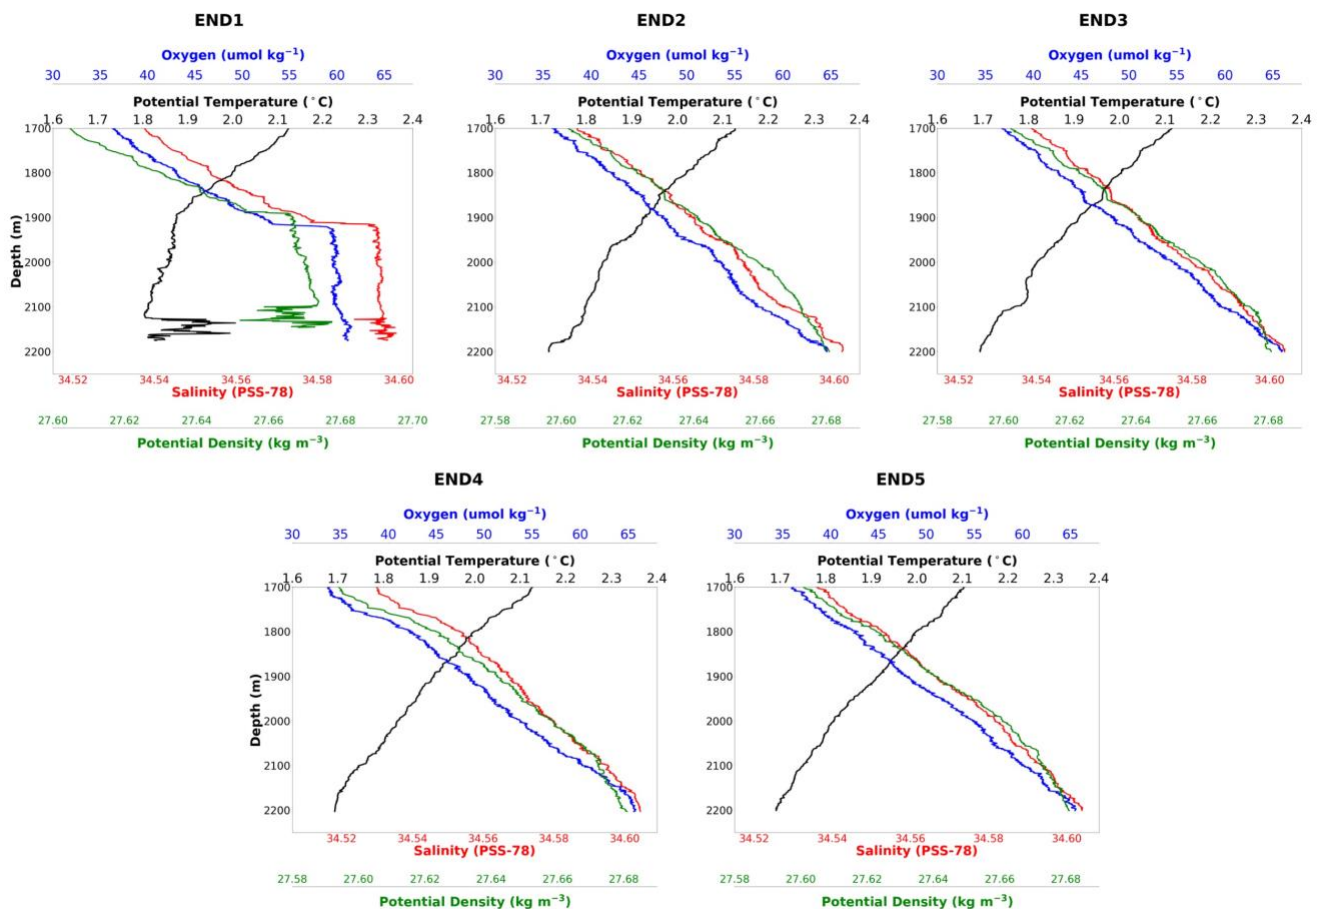 END1 END2 END3
Oxygen (umol kg⁻¹) Oxygen (umol kg⁻¹) Oxygen (umol kg⁻¹)
30 35 40 45 50 55 60 65 30 35 40 45 50 55 60 65 30 35 40 45 50 55 60 65
Potential Temperature (°C) Potential Temperature (°C) Potential Temperature (°C)
1.6 1.7 1.8 1.9 2.0 2.1 2.2 2.3 2.4 1.6 1.7 1.8 1.9 2.0 2.1 2.2 2.3 2.4 1.6 1.7 1.8 1.9 2.0 2.1 2.2 2.3 2.4
1700 1700 1700
1800 1800 1800
1900 1900 1900
Depth (m)
2000 2000 2000
2100 2100 2100
2200 2200 2200
34.52 34.54 34.56 34.58 34.60 34.52 34.54 34.56 34.58 34.60 34.52 34.54 34.56 34.58 34.60
Salinity (PSS-78) Salinity (PSS-78) Salinity (PSS-78)
27.60 27.62 27.64 27.66 27.68 27.70 27.58 27.60 27.62 27.64 27.66 27.68 27.58 27.60 27.62 27.64 27.66 27.68
Potential Density (kg m⁻³) Potential Density (kg m⁻³) Potential Density (kg m⁻³)
END4 END5
Oxygen (umol kg⁻¹) Oxygen (umol kg⁻¹)
30 35 40 45 50 55 60 65 30 35 40 45 50 55 60 65
Potential Temperature (°C) Potential Temperature (°C)
1.6 1.7 1.8 1.9 2.0 2.1 2.2 2.3 2.4 1.6 1.7 1.8 1.9 2.0 2.1 2.2 2.3 2.4
1700 1700
1800 1800
1900 1900
Depth (m)
2000 2000
2100 2100
2200 2200
34.52 34.54 34.56 34.58 34.60 34.52 34.54 34.56 34.58 34.60
Salinity (PSS-78) Salinity (PSS-78)
27.58 27.60 27.62 27.64 27.66 27.68 27.58 27.60 27.62 27.64 27.66 27.68
Potential Density (kg m⁻³) Potential Density (kg m⁻³)